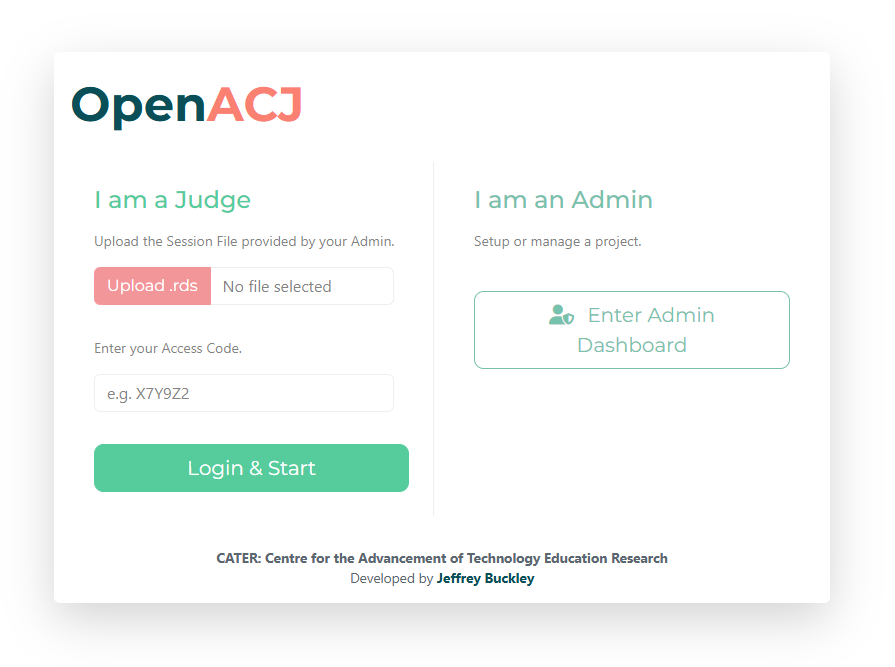 OpenACJ
I am a Judge
Upload the Session File provided by your Admin.
Upload .rds No file selected
Enter your Access Code.
e.g. X7Y9Z2
Login & Start
I am an Admin
Setup or manage a project.
Enter Admin
Dashboard
CATER: Centre for the Advancement of Technology Education Research
Developed by Jeffrey Buckley